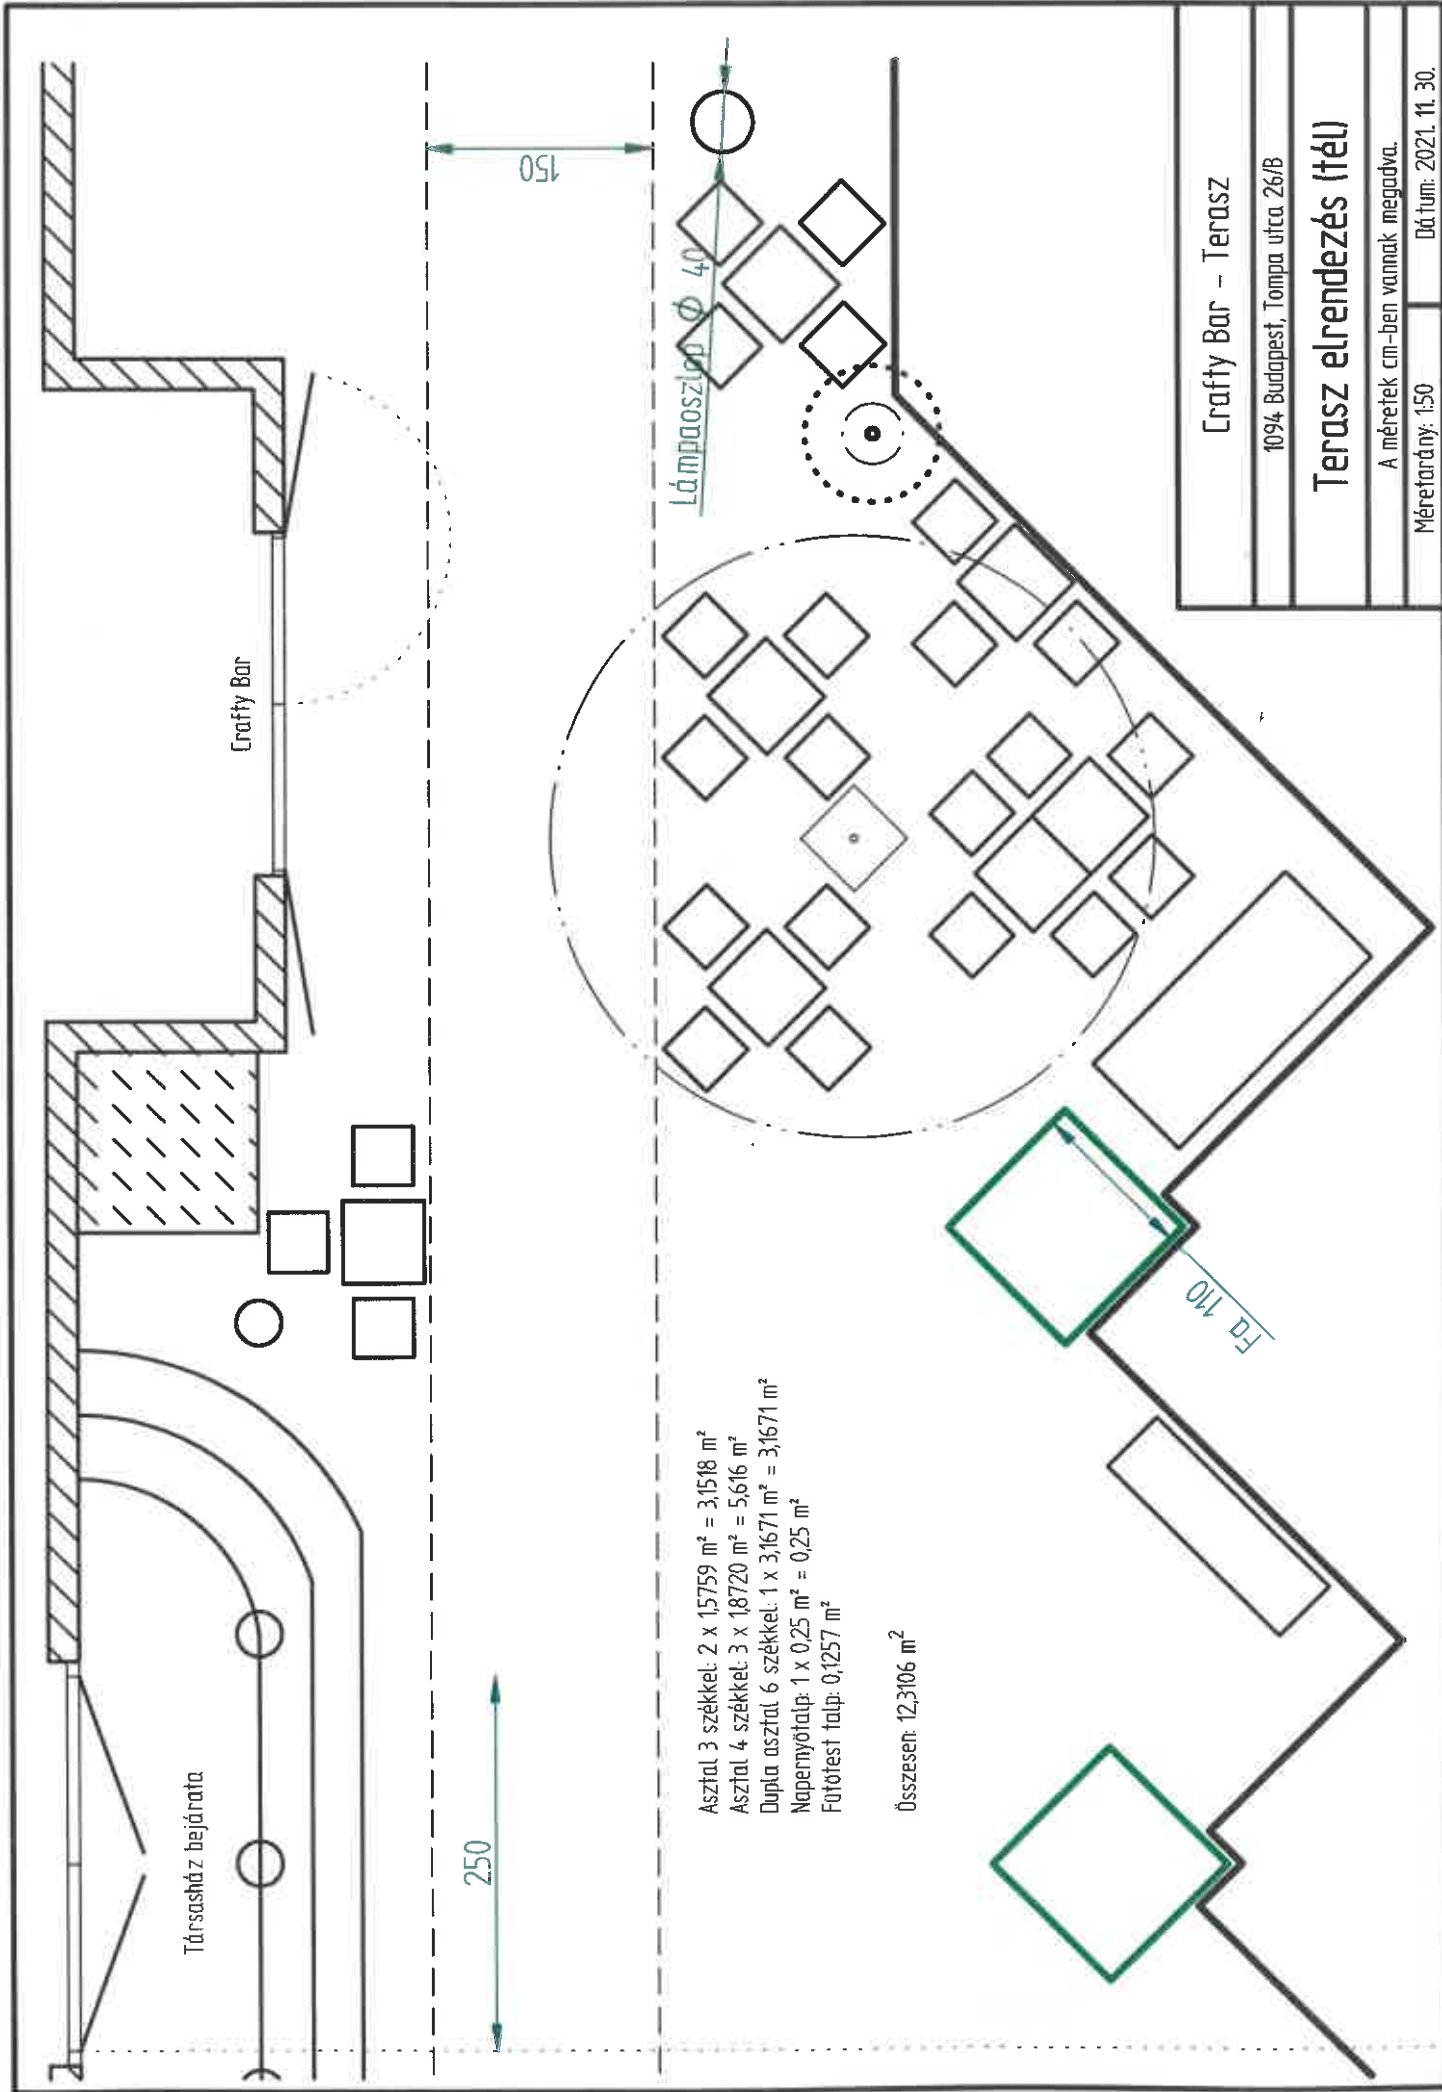 Társasház bejárata
Crafty Bar
250
150
Lámpaoszlop Ø 40
Fa 110
Asztal 3 székkel: 2 x 1,5759 m² = 3,1518 m²
Asztal 4 székkel: 3 x 1,8720 m² = 5,616 m²
Dupla asztal 6 székkel: 1 x 3,1671 m² = 3,1671 m²
Napernyőtalp: 1 x 0,25 m² = 0,25 m²
Fűtőtest talp: 0,1257 m²
Összesen: 12,3106 m²
Crafty Bar - Terasz
1094 Budapest, Tompa utca 26/B
Terasz elrendezés (tél)
A méretek cm-ben vannak megadva.
Méretarány: 1:50
Dátum: 2021. 11. 30.